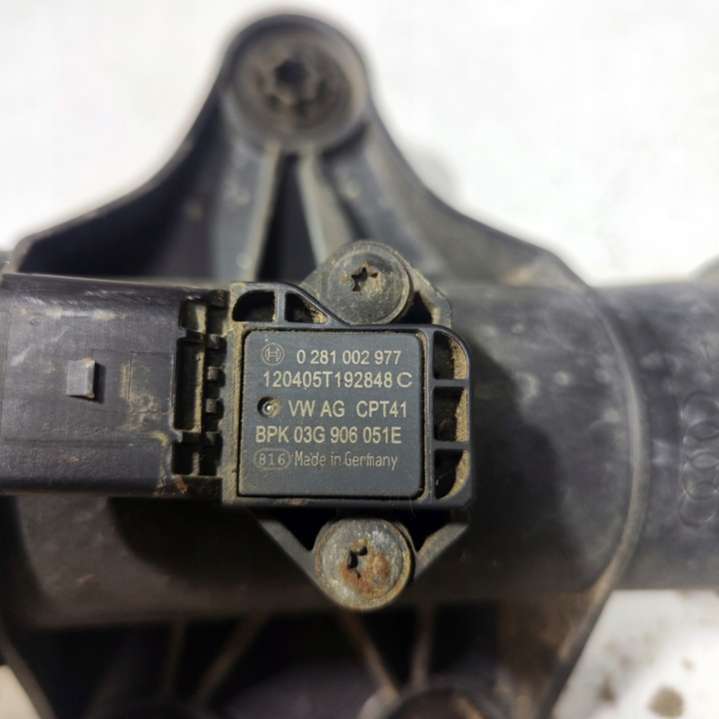 0 281 002 977
120405T192848 C
VW AG CPT41
BPK 03G 906 051E
816 Made in Germany